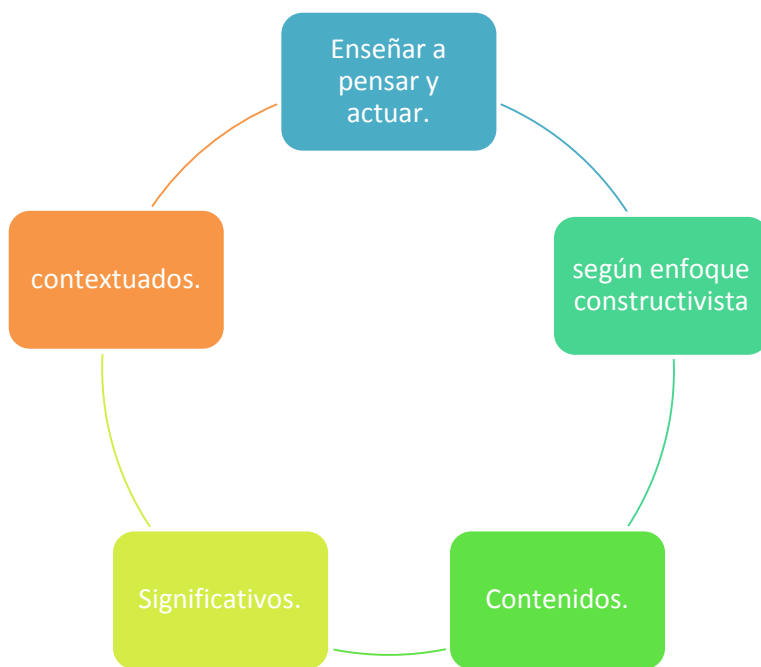 Enseñar a
pensar y
actuar.
según enfoque
constructivista
Contenidos.
Significativos.
contextuados.